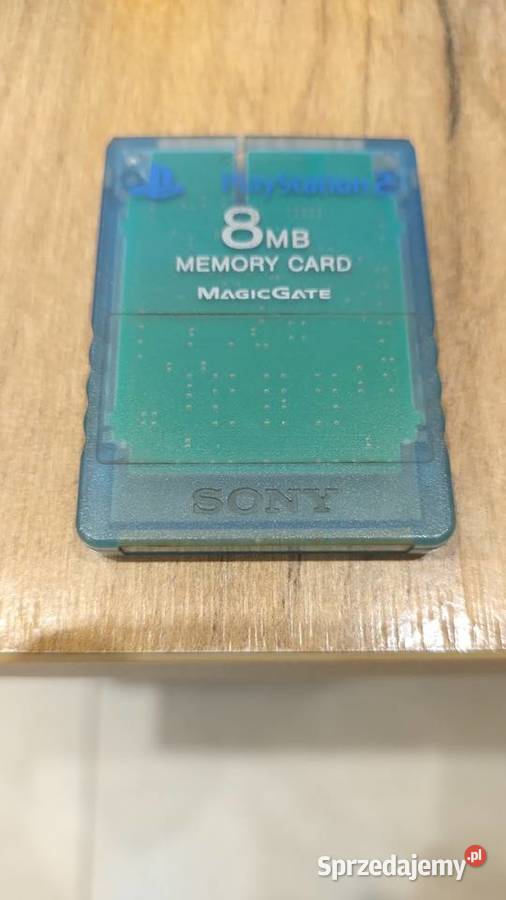 PlayStation 2
8MB
MEMORY CARD
MAGICGATE
SONY
Sprzedajemy.pl